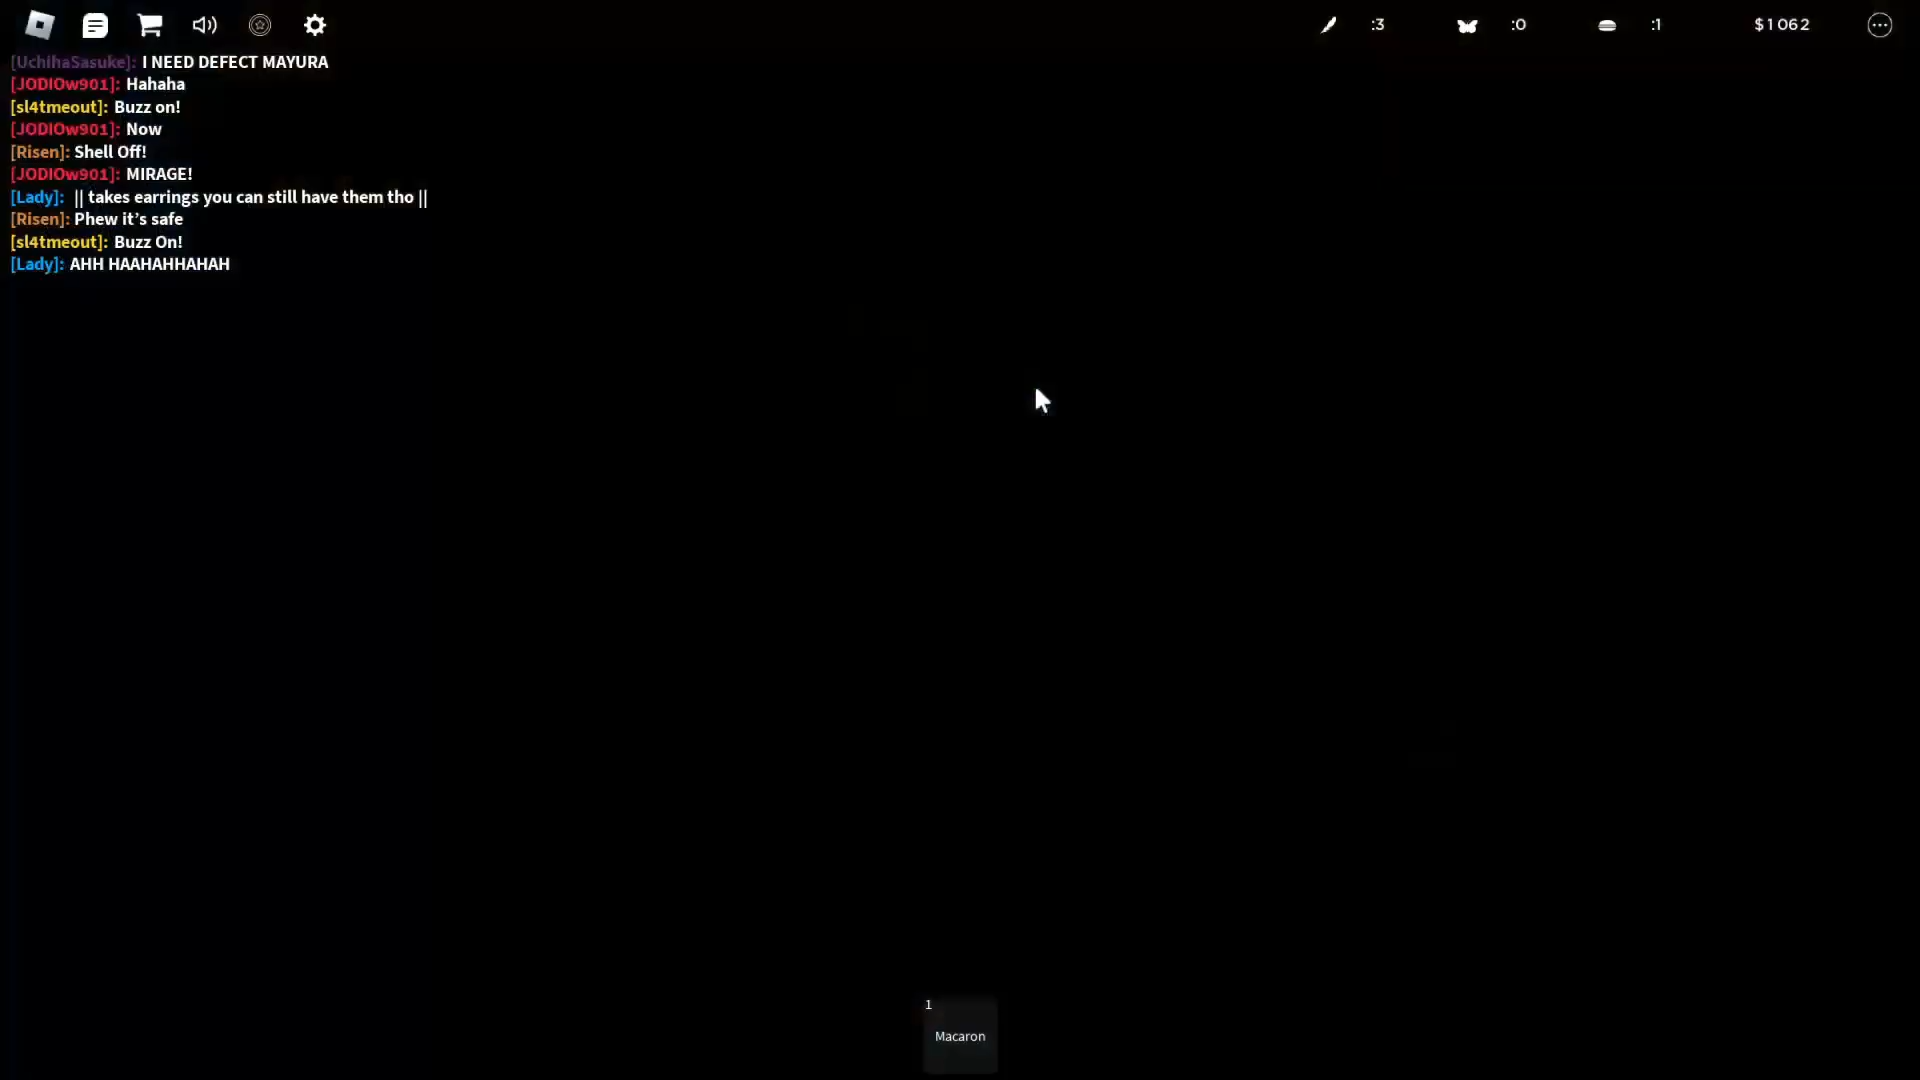 :3 :0 :1 $1062
[UchihaSasuke]: I NEED DEFECT MAYURA
[JODIOw901]: Hahaha
[sl4tmeout]: Buzz on!
[JODIOw901]: Now
[Risen]: Shell Off!
[JODIOw901]: MIRAGE!
[Lady]: || takes earrings you can still have them tho ||
[Risen]: Phew it’s safe
[sl4tmeout]: Buzz On!
[Lady]: AHH HAAHAHHAHAH
1
Macaron